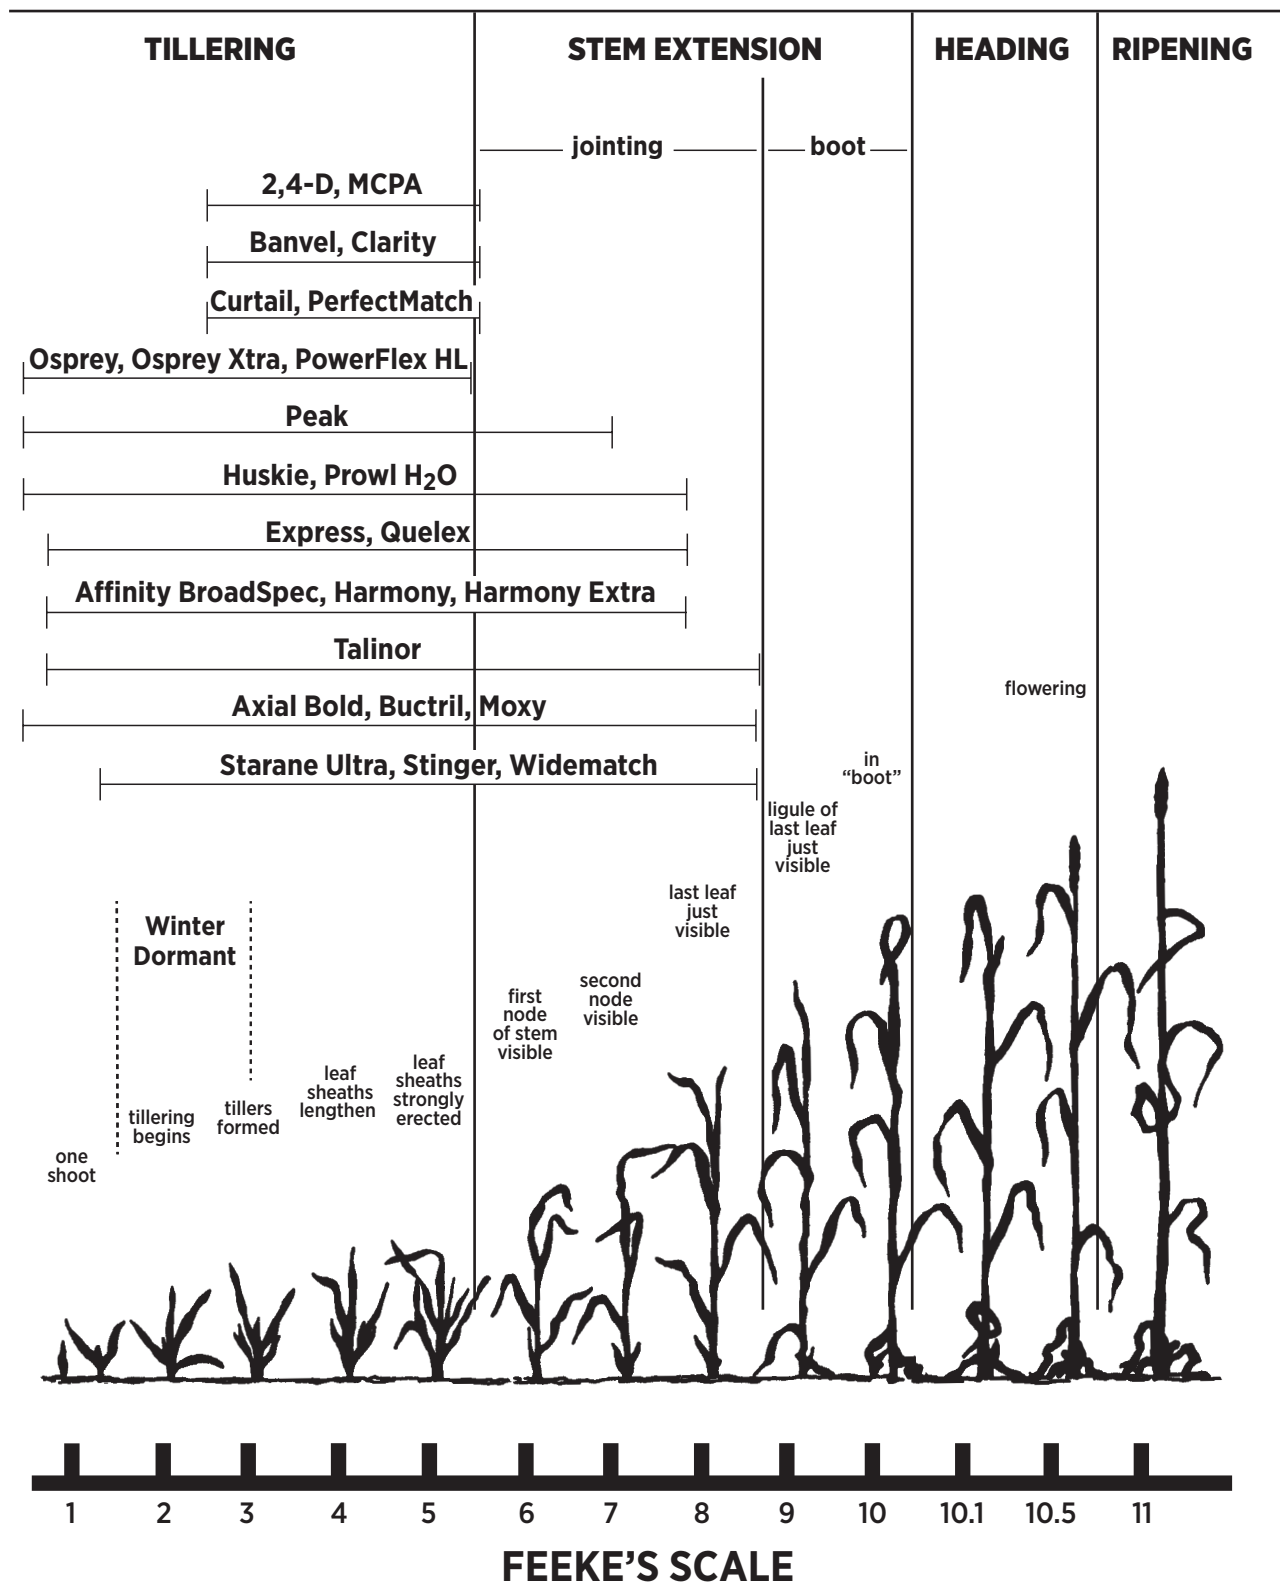 TILLERING
STEM EXTENSION
HEADING
RIPENING
jointing
boot
2,4-D, MCPA
Banvel, Clarity
Curtail, PerfectMatch
Osprey, Osprey Xtra, PowerFlex HL
Peak
Huskie, Prowl H₂O
Express, Quelex
Affinity BroadSpec, Harmony, Harmony Extra
Talinor
Axial Bold, Buctril, Moxy
Starane Ultra, Stinger, Widematch
Winter
Dormant
one
shoot
tillering
begins
tillers
formed
leaf
sheaths
lengthen
leaf
sheaths
strongly
erected
first
node
of stem
visible
second
node
visible
last leaf
just
visible
ligule of
last leaf
just
visible
in
“boot”
flowering
1 2 3 4 5 6 7 8 9 10 10.1 10.5 11
FEEKE’S SCALE